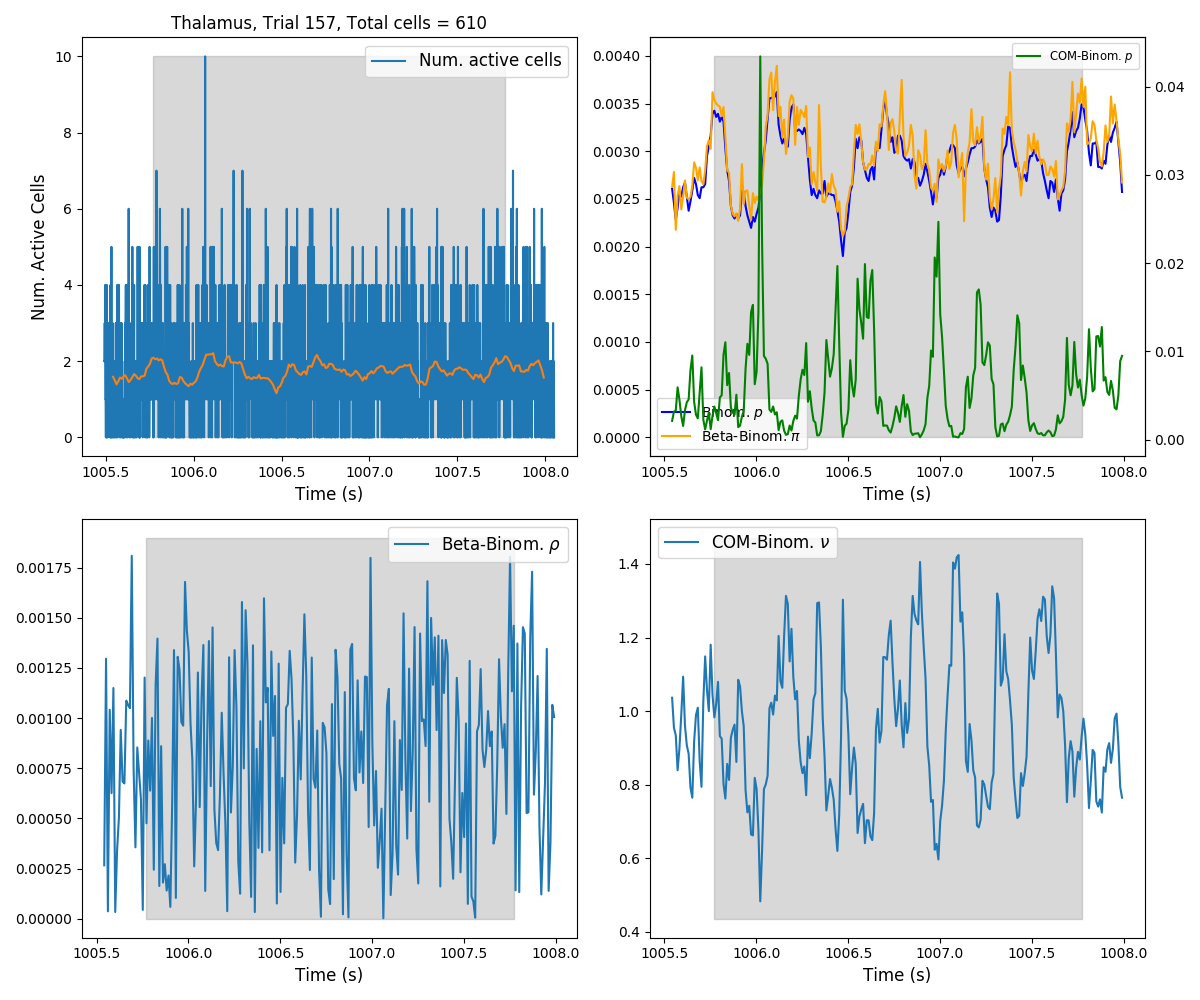 Thalamus, Trial 157, Total cells = 610
Num. active cells
Num. Active Cells
10
8
6
4
2
0
1005.5 1006.0 1006.5 1007.0 1007.5 1008.0
Time (s)
COM-Binom. p
Binom. p
Beta-Binom. π
0.0040
0.0035
0.0030
0.0025
0.0020
0.0015
0.0010
0.0005
0.0000
0.04
0.03
0.02
0.01
0.00
1005.5 1006.0 1006.5 1007.0 1007.5 1008.0
Time (s)
Beta-Binom. ρ
0.00175
0.00150
0.00125
0.00100
0.00075
0.00050
0.00025
0.00000
1005.5 1006.0 1006.5 1007.0 1007.5 1008.0
Time (s)
COM-Binom. ν
1.4
1.2
1.0
0.8
0.6
0.4
1005.5 1006.0 1006.5 1007.0 1007.5 1008.0
Time (s)